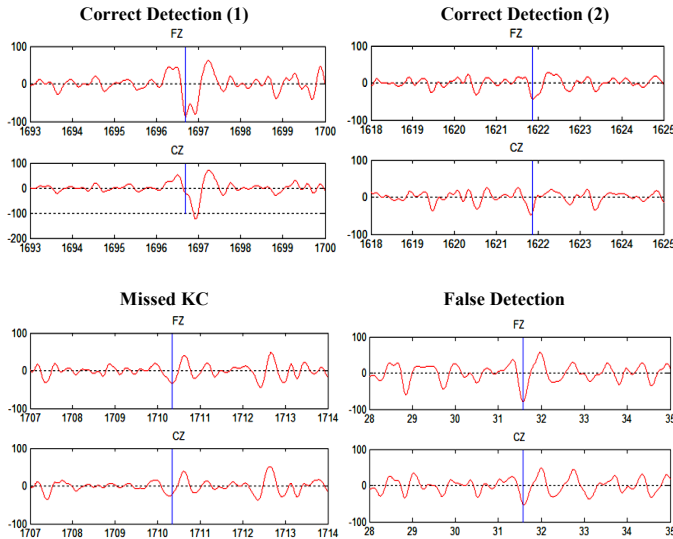 Correct Detection (1)
FZ
100
0
-100
1693 1694 1695 1696 1697 1698 1699 1700
CZ
100
0
-100
-200
1693 1694 1695 1696 1697 1698 1699 1700
Correct Detection (2)
FZ
100
0
-100
1618 1619 1620 1621 1622 1623 1624 1625
CZ
100
0
-100
1618 1619 1620 1621 1622 1623 1624 1625
Missed KC
FZ
100
0
-100
1707 1708 1709 1710 1711 1712 1713 1714
CZ
100
0
-100
1707 1708 1709 1710 1711 1712 1713 1714
False Detection
FZ
100
0
-100
28 29 30 31 32 33 34 35
CZ
100
0
-100
28 29 30 31 32 33 34 35